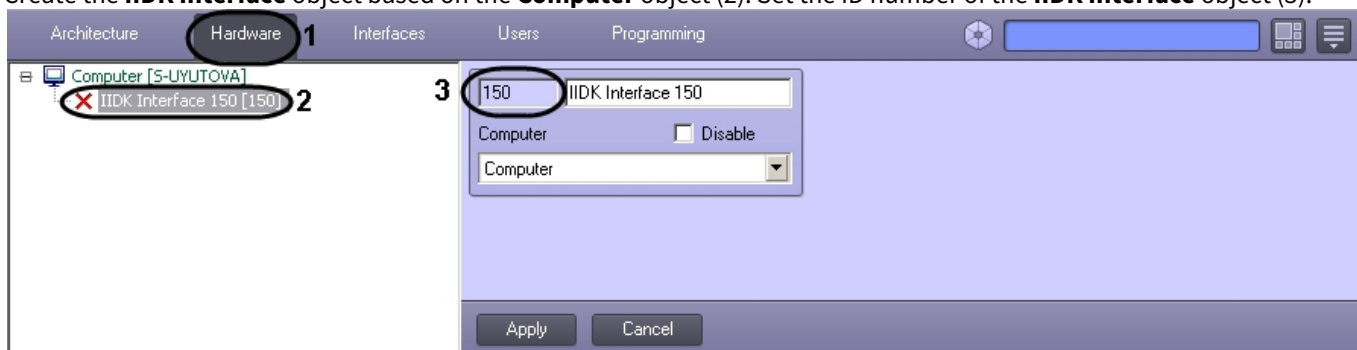 Create the IIDK Interface object based on the Computer object (2). Set the ID number of the IIDK Interface object (3).
Architecture Hardware 1 Interfaces Users Programming
Computer [S-UYUTOVA]
IIDK Interface 150 [150] 2
3 150 IIDK Interface 150
Computer Disable
Computer
Apply Cancel